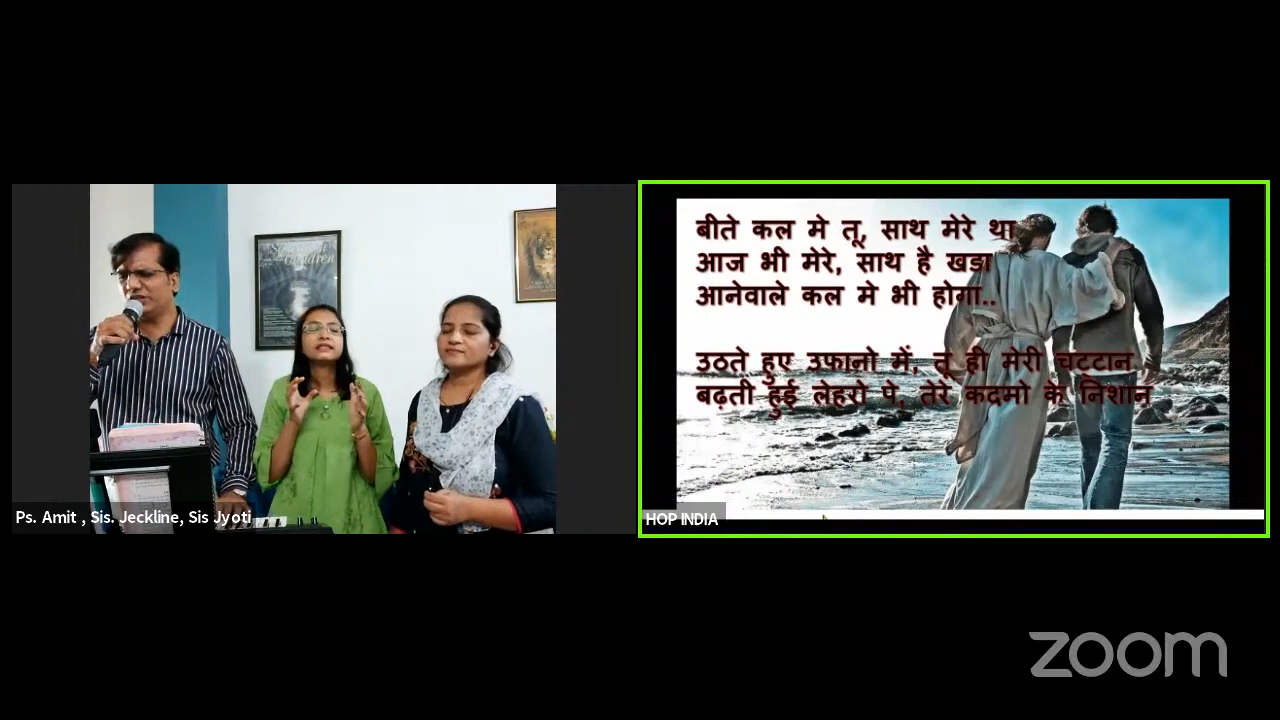 children
Ps. Amit , Sis. Jeckline, Sis Jyoti
बीते कल मे तू, साथ मेरे था
आज भी मेरे, साथ है खडा
आनेवाले कल मे भी होगा..
उठते हुए उफानो में, तू ही मेरी चट्टान
बढ़ती हुई लेहरो पे, तेरे कदमो के निशान
HOP INDIA
zoom